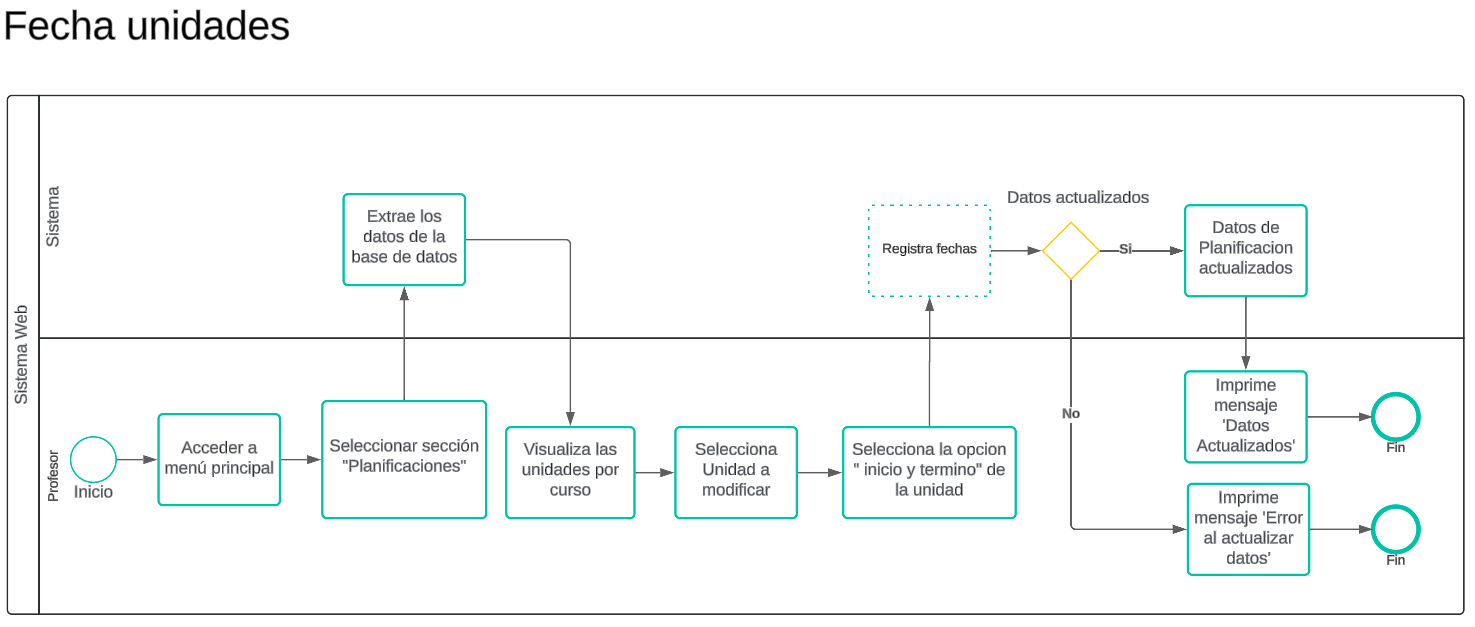 Fecha unidades
Sistema Web
Sistema
Extrae los
datos de la
base de datos
Registra fechas
Datos actualizados
Si
Datos de
Planificacion
actualizados
No
Profesor
Inicio
Acceder a
menú principal
Seleccionar sección
"Planificaciones"
Visualiza las
unidades por
curso
Selecciona
Unidad a
modificar
Selecciona la opcion
" inicio y termino" de
la unidad
Imprime
mensaje
'Datos
Actualizados'
Fin
Imprime
mensaje 'Error
al actualizar
datos'
Fin